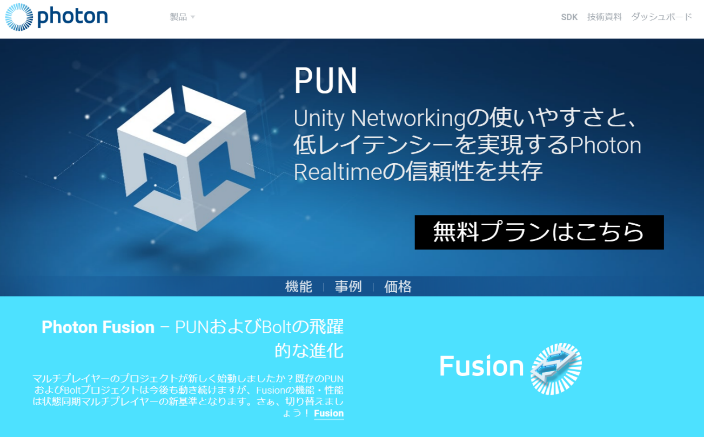 photon
製品
SDK 技術資料 ダッシュボード
PUN
Unity Networkingの使いやすさと、
低レイテンシーを実現するPhoton
Realtimeの信頼性を共存
無料プランはこちら
機能 | 事例 | 価格
Photon Fusion – PUNおよびBoltの飛躍
的な進化
マルチプレイヤーのプロジェクトが新しく始動しましたか？既存のPUN
およびBoltプロジェクトは今後も動き続けますが、Fusionの機能・性能
は状態同期マルチプレイヤーの新基準となります。さぁ、切り替えまし
ょう！ Fusion
Fusion